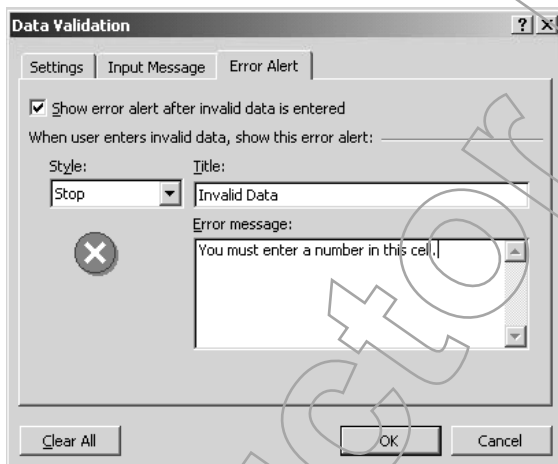 Data Validation
Settings Input Message Error Alert
Show error alert after invalid data is entered
When user enters invalid data, show this error alert:
Style: Title:
Stop Invalid Data
Error message:
You must enter a number in this cell.
Clear All OK Cancel